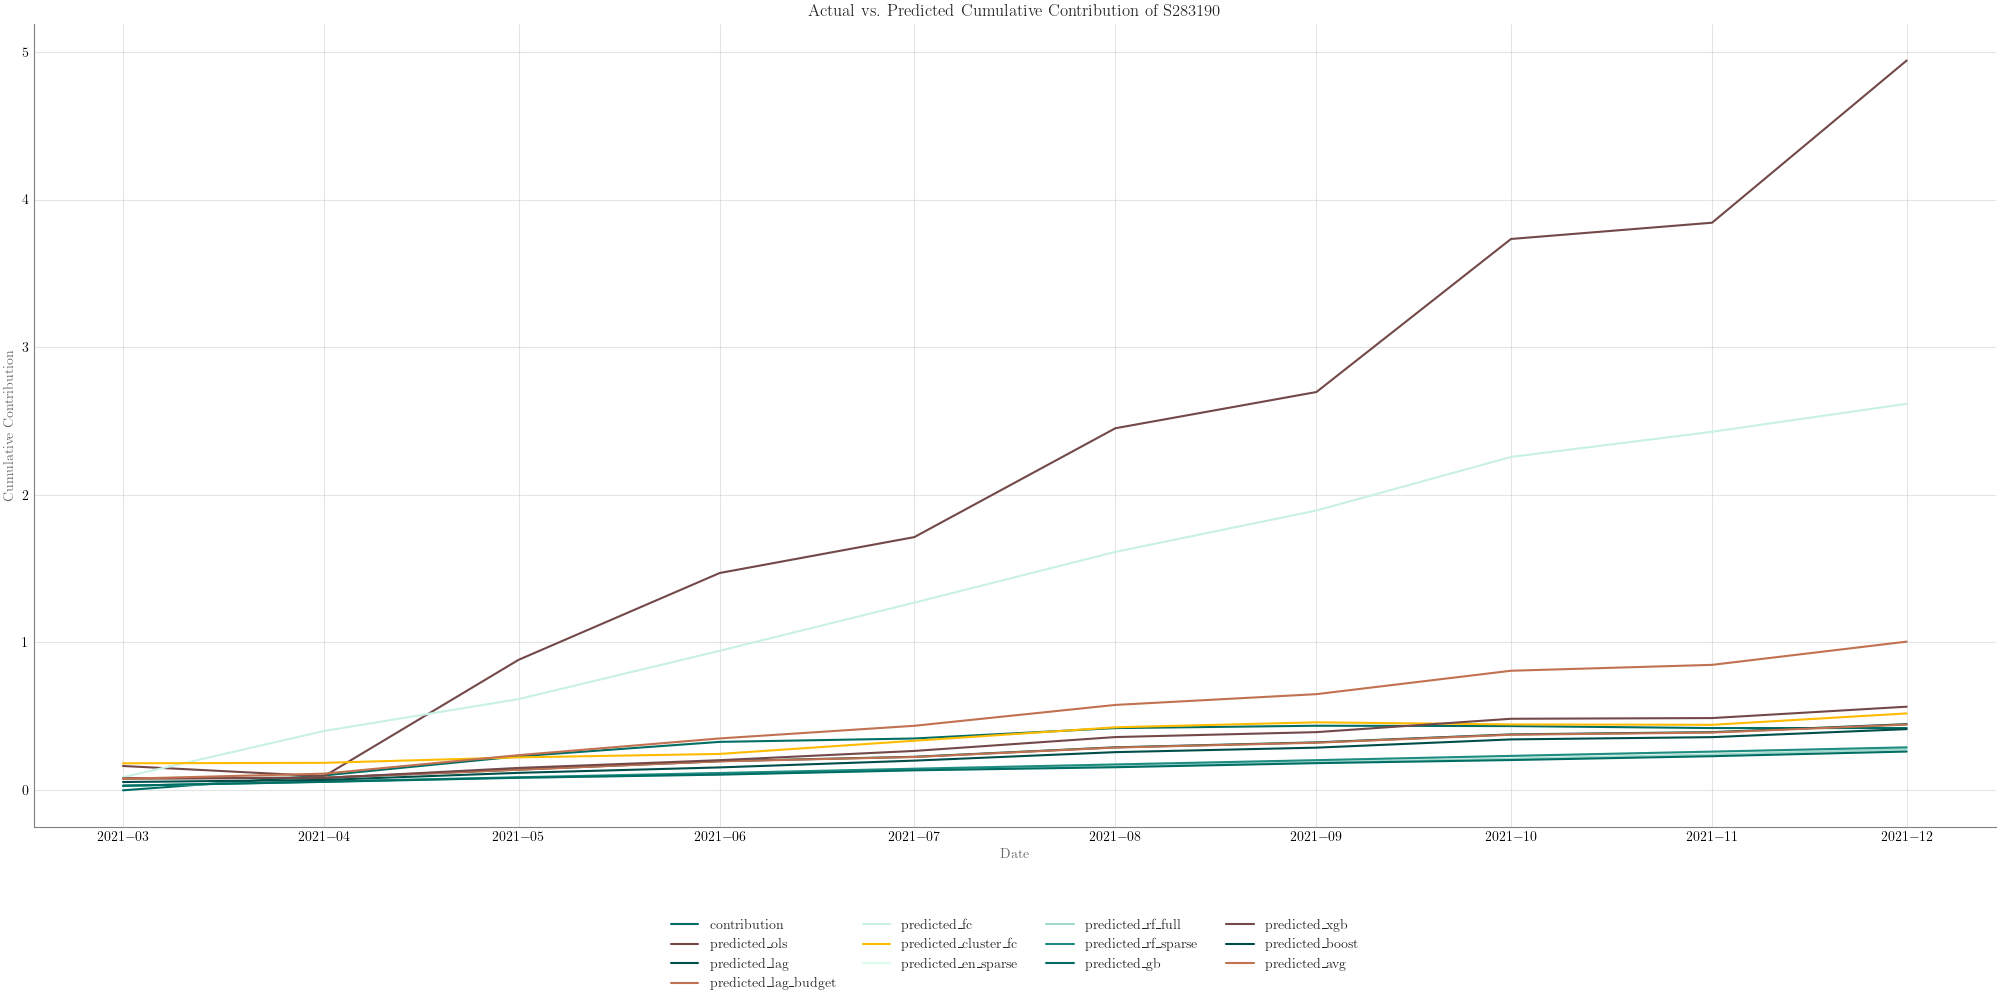 Actual vs. Predicted Cumulative Contribution of S283190
5
4
3
2
1
0
Cumulative Contribution
2021-03 2021-04 2021-05 2021-06 2021-07 2021-08 2021-09 2021-10 2021-11 2021-12
Date
contribution predicted_fc predicted_rf_full predicted_xgb
predicted_ols predicted_cluster_fc predicted_rf_sparse predicted_boost
predicted_lag predicted_en_sparse predicted_gb predicted_avg
predicted_lag_budget